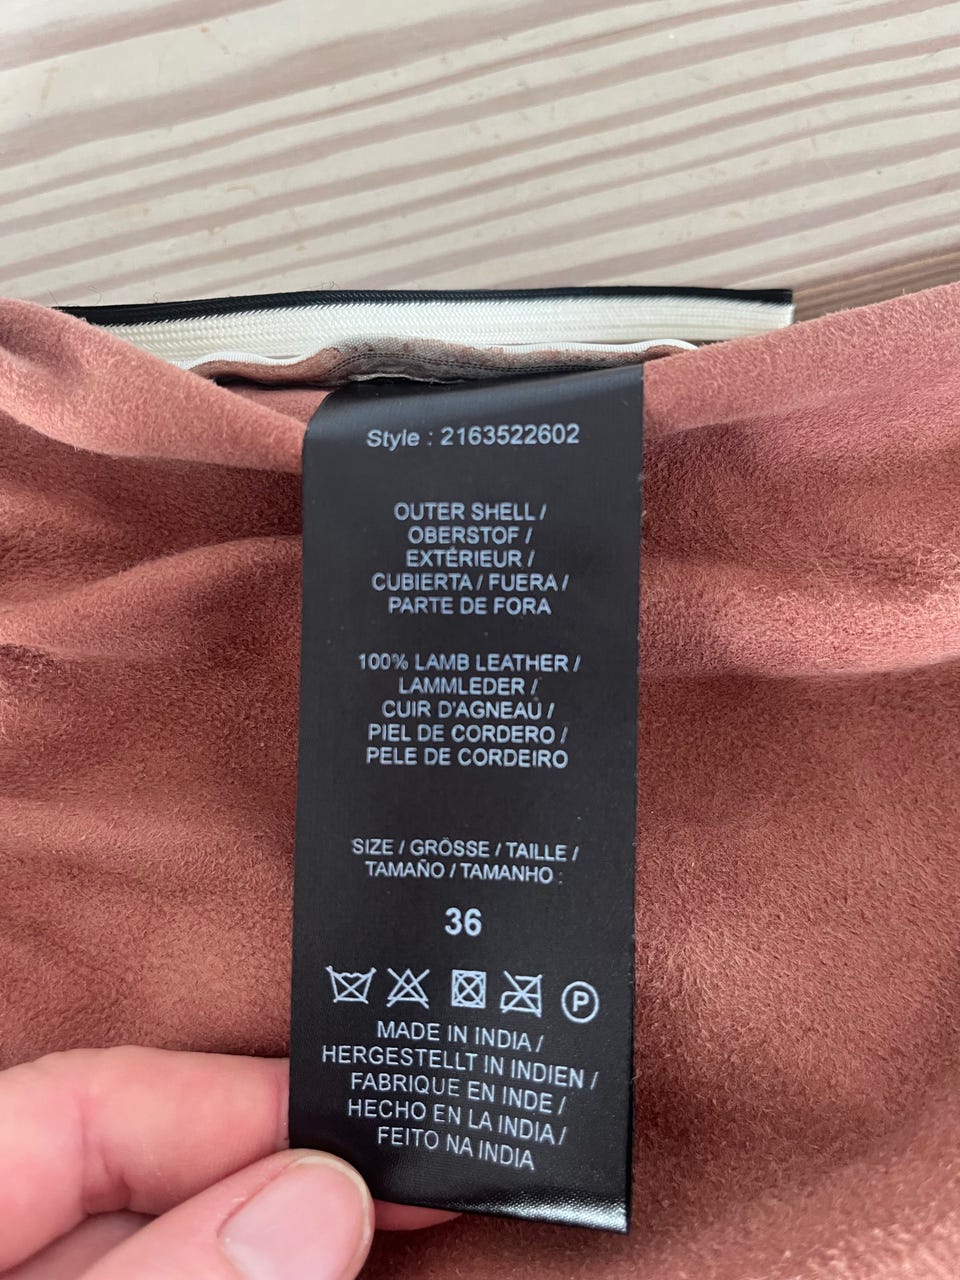 Style : 2163522602
OUTER SHELL /
OBERSTOF /
EXTÉRIEUR /
CUBIERTA / FUERA /
PARTE DE FORA
100% LAMB LEATHER /
LAMMLEDER /
CUIR D'AGNEAU /
PIEL DE CORDERO /
PELE DE CORDEIRO
SIZE / GRÖSSE / TAILLE /
TAMAÑO / TAMANHO :
36
P
MADE IN INDIA /
HERGESTELLT IN INDIEN /
FABRIQUE EN INDE /
HECHO EN LA INDIA /
FEITO NA INDIA